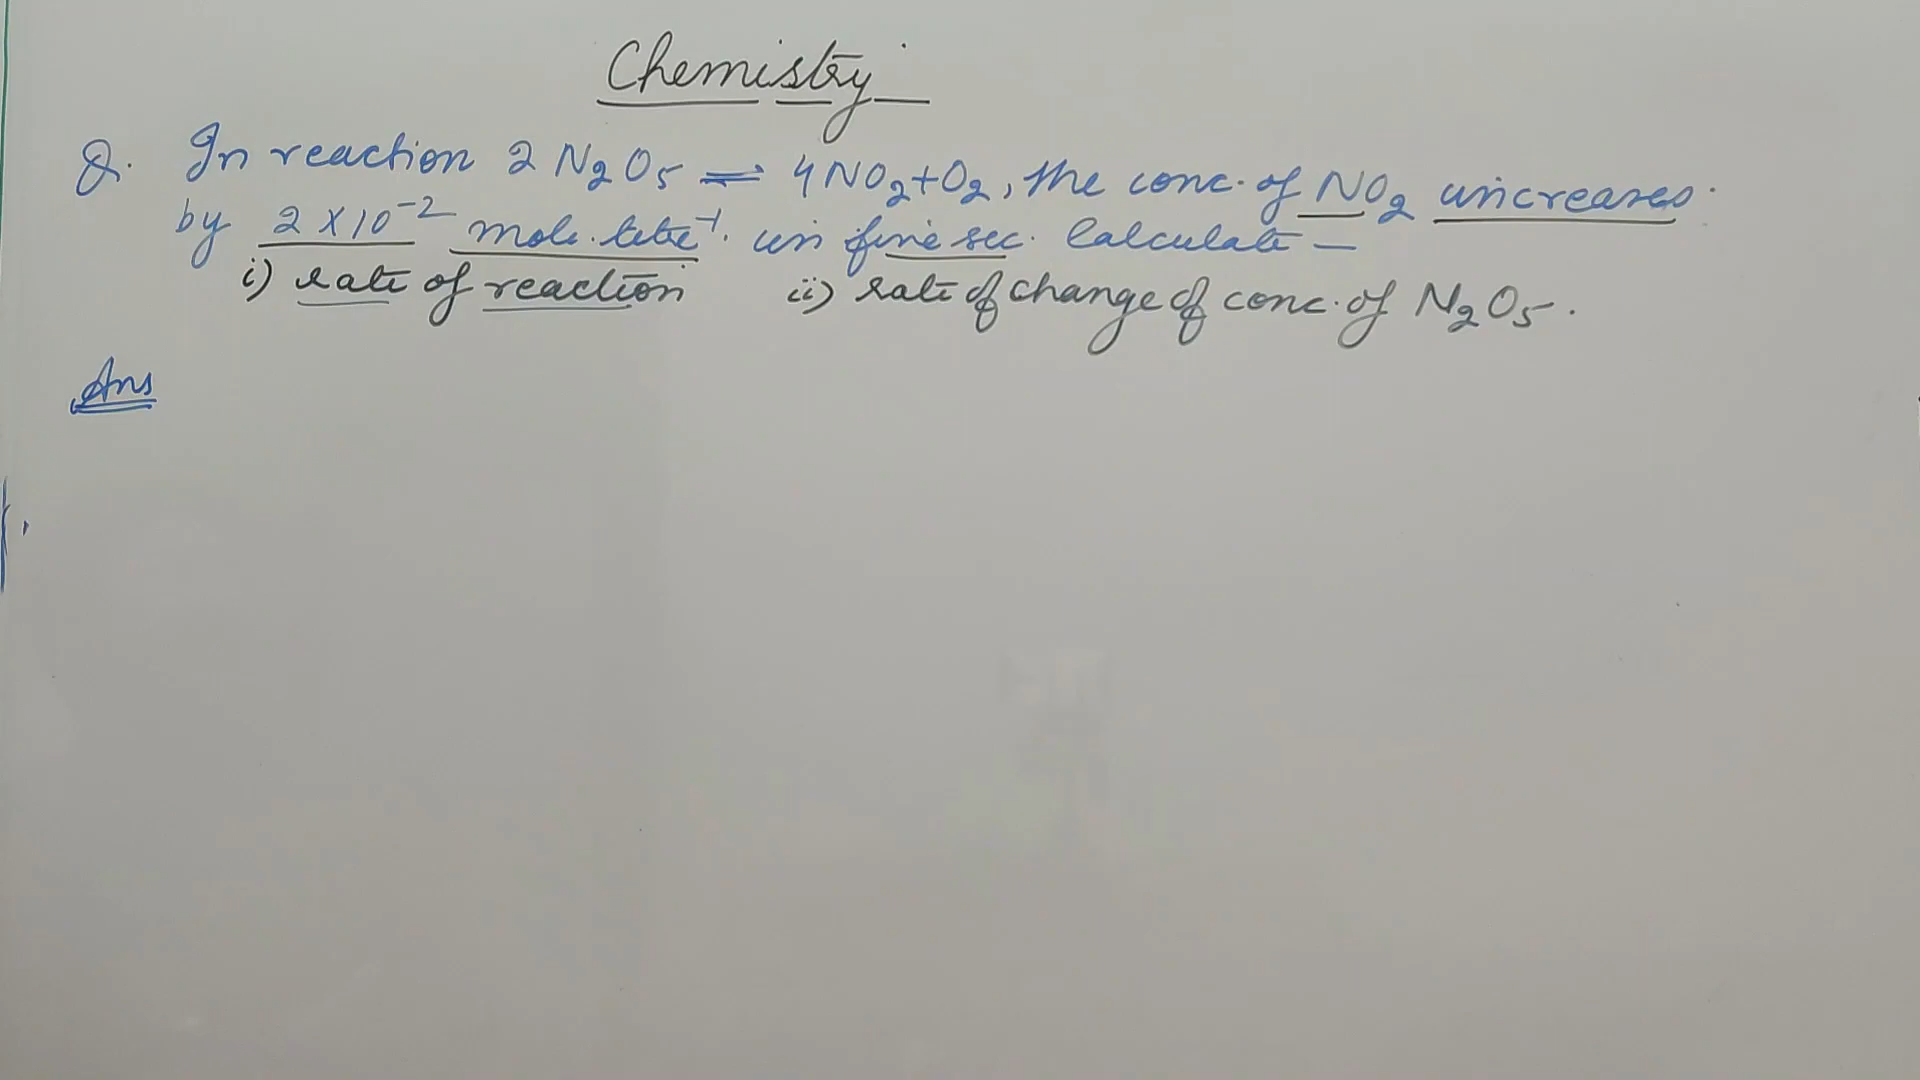 Chemistry
Q. In reaction 2 N₂O₅ ⇌ 4NO₂+O₂, the conc. of NO₂ increases
by 2 X 10⁻² mole. litre⁻¹. in five sec. Calculate —
i) rate of reaction ii) rate of change of conc. of N₂O₅.
Ans